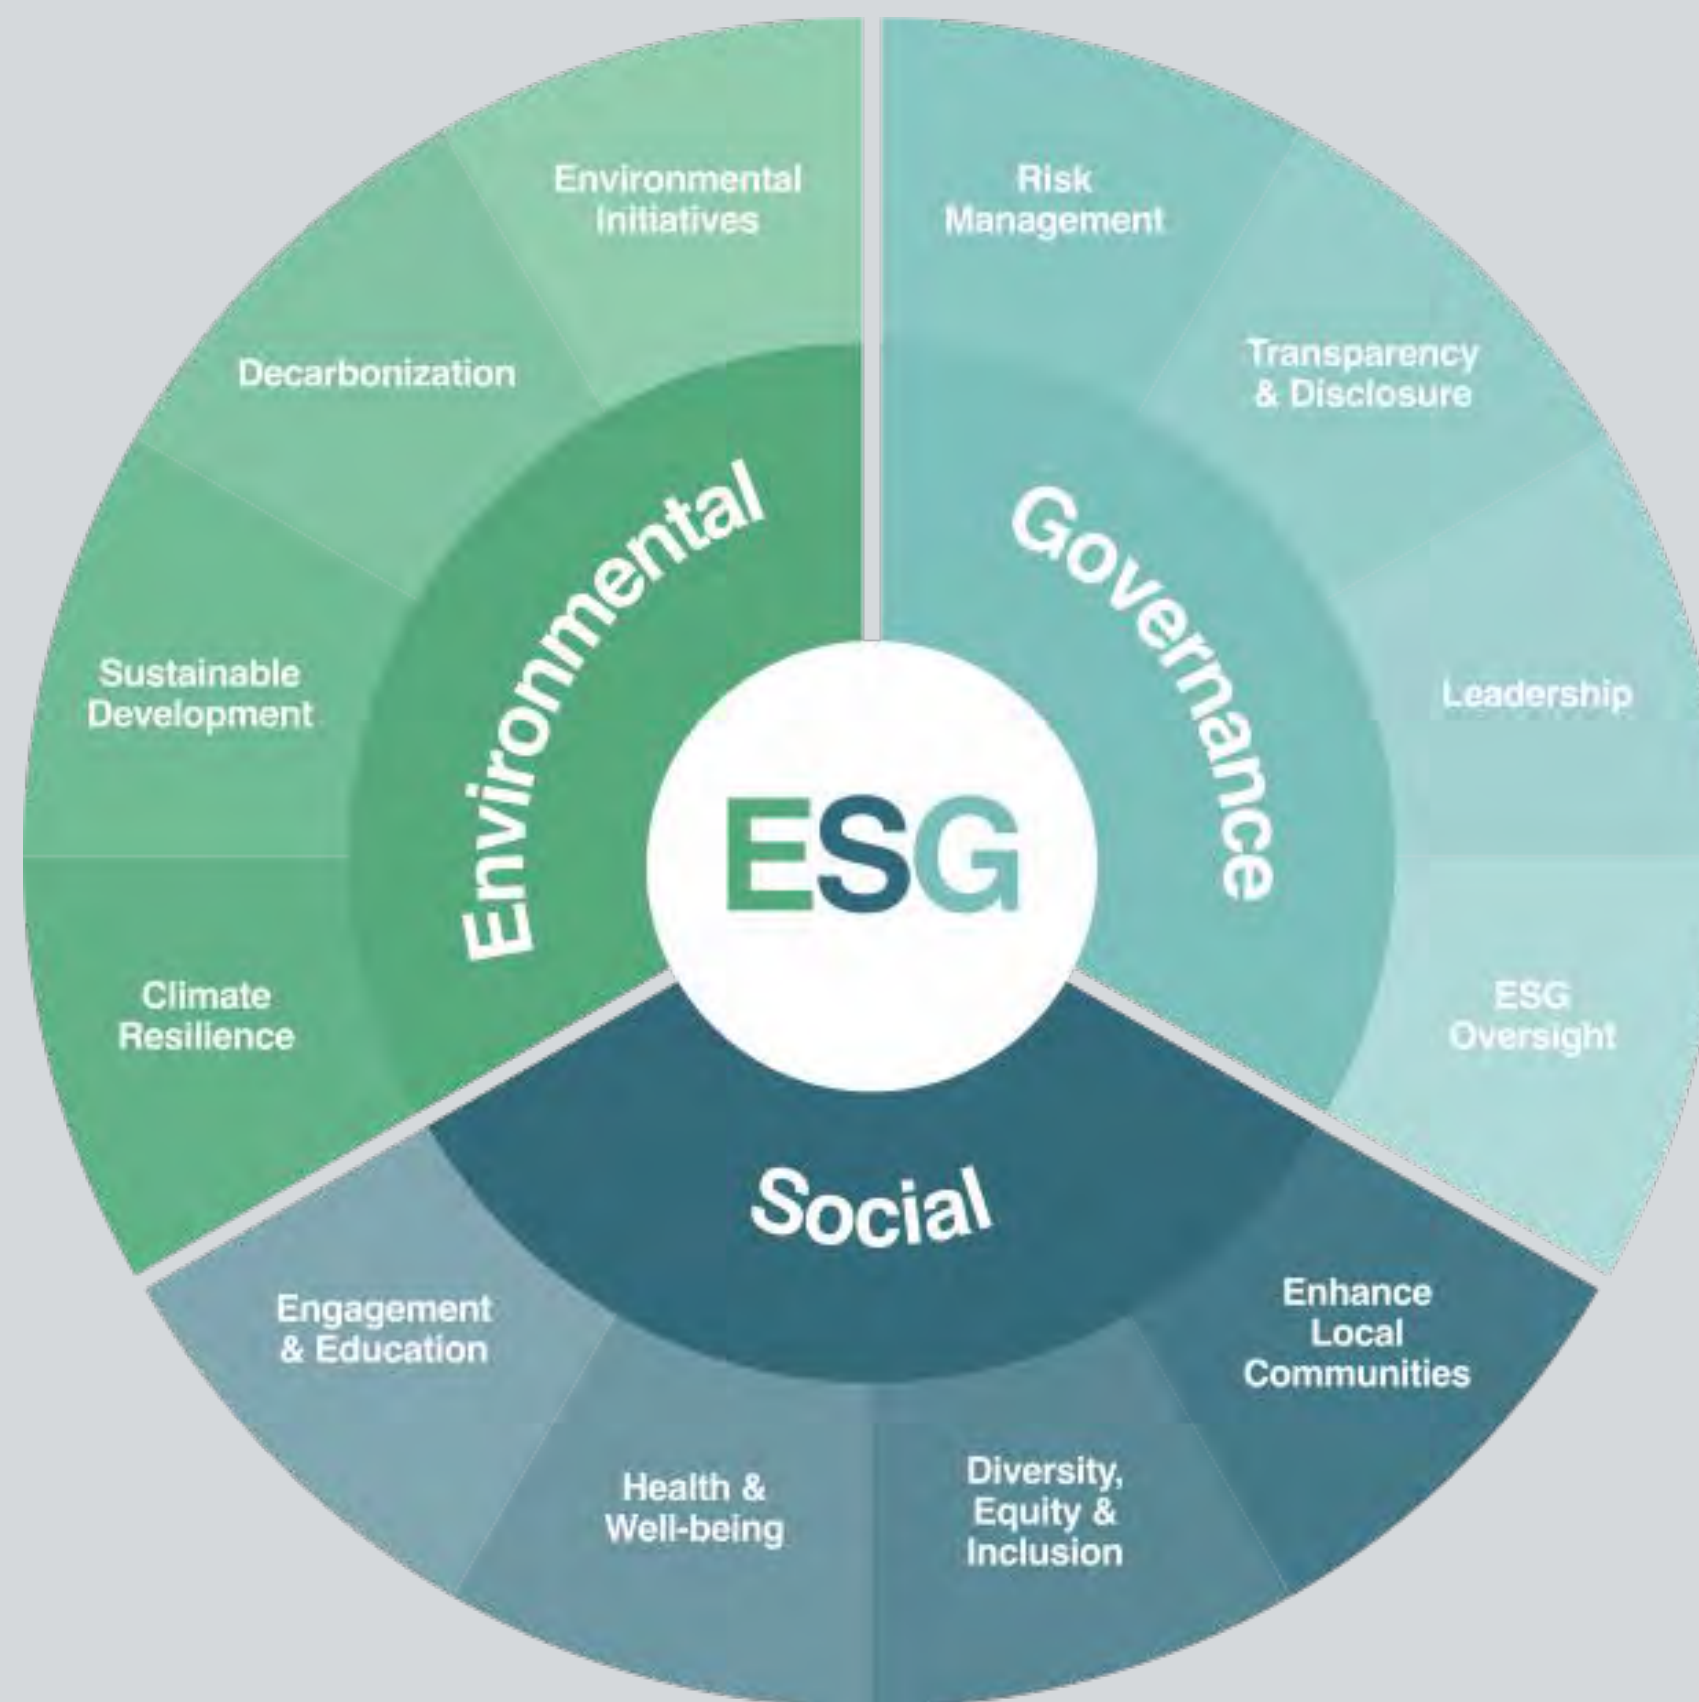 Environmental
Initiatives
Risk
Management
Decarbonization
Transparency
& Disclosure
Environmental
Governance
Sustainable
Development
Leadership
ESG
Climate
Resilience
ESG
Oversight
Social
Engagement
& Education
Enhance
Local
Communities
Health &
Well-being
Diversity,
Equity &
Inclusion